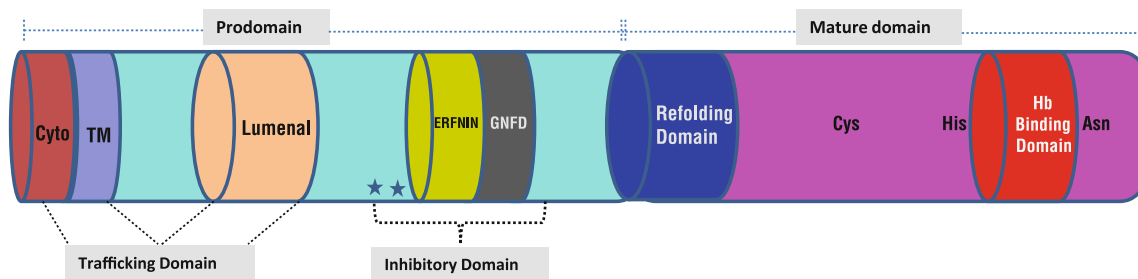 Prodomain
Mature domain
Cyto
TM
Lumenal
ERFNIN
GNFD
Refolding
Domain
Cys
His
Hb
Binding
Domain
Asn
Trafficking Domain
Inhibitory Domain